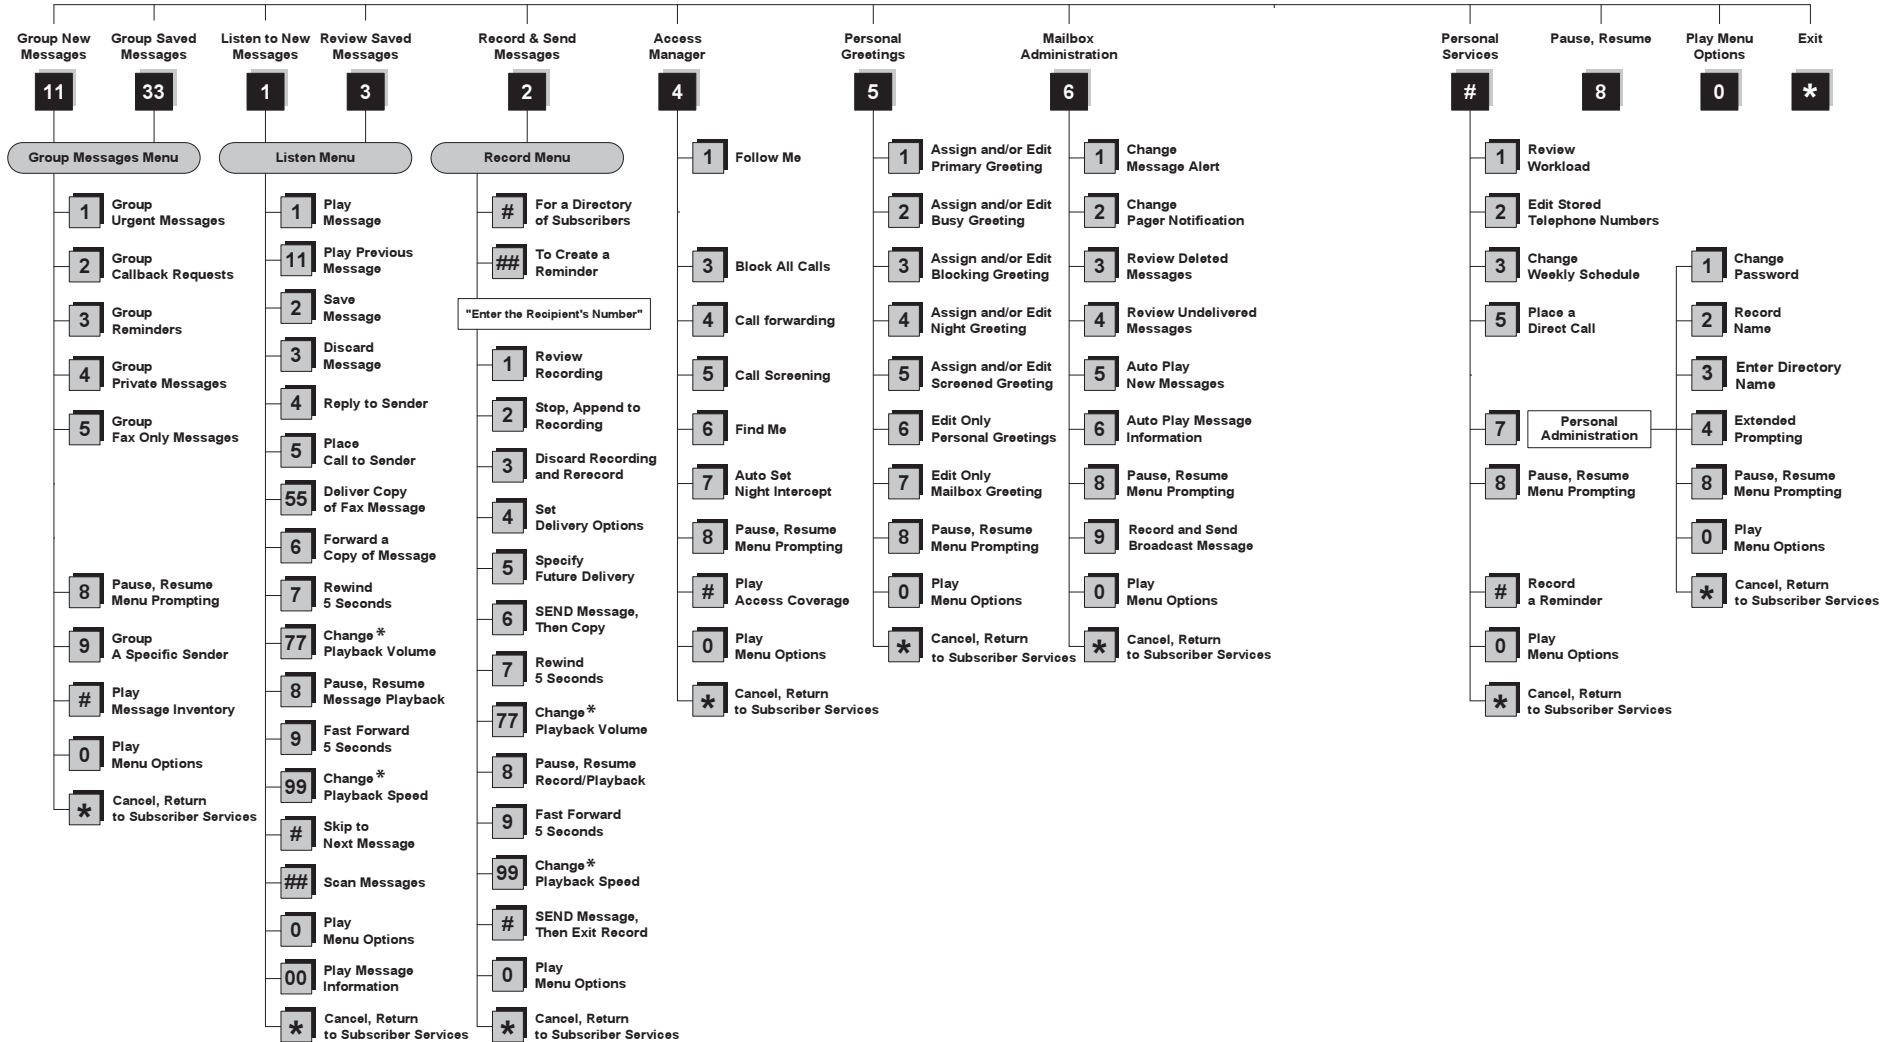 Group New
Messages
11
Group Saved
Messages
33
Listen to New
Messages
1
Review Saved
Messages
3
Record & Send
Messages
2
Access
Manager
4
Personal
Greetings
5
Mailbox
Administration
6
Personal
Services
#
Pause, Resume
8
Play Menu
Options
0
Exit
*
Group Messages Menu
1
Group
Urgent Messages
2
Group
Callback Requests
3
Group
Reminders
4
Group
Private Messages
5
Group
Fax Only Messages
8
Pause, Resume
Menu Prompting
9
Group
A Specific Sender
#
Play
Message Inventory
0
Play
Menu Options
*
Cancel, Return
to Subscriber Services
Listen Menu
1
Play
Message
11
Play Previous
Message
2
Save
Message
3
Discard
Message
4
Reply to Sender
5
Place
Call to Sender
55
Deliver Copy
of Fax Message
6
Forward a
Copy of Message
7
Rewind
5 Seconds
77
Change *
Playback Volume
8
Pause, Resume
Message Playback
9
Fast Forward
5 Seconds
99
Change *
Playback Speed
#
Skip to
Next Message
##
Scan Messages
0
Play
Menu Options
00
Play Message
Information
*
Cancel, Return
to Subscriber Services
Record Menu
#
For a Directory
of Subscribers
##
To Create a
Reminder
"Enter the Recipient's Number"
1
Review
Recording
2
Stop, Append to
Recording
3
Discard Recording
and Rerecord
4
Set
Delivery Options
5
Specify
Future Delivery
6
SEND Message,
Then Copy
7
Rewind
5 Seconds
77
Change *
Playback Volume
8
Pause, Resume
Record/Playback
9
Fast Forward
5 Seconds
99
Change *
Playback Speed
#
SEND Message,
Then Exit Record
0
Play
Menu Options
*
Cancel, Return
to Subscriber Services
1
Follow Me
3
Block All Calls
4
Call forwarding
5
Call Screening
6
Find Me
7
Auto Set
Night Intercept
8
Pause, Resume
Menu Prompting
#
Play
Access Coverage
0
Play
Menu Options
*
Cancel, Return
to Subscriber Services
1
Assign and/or Edit
Primary Greeting
2
Assign and/or Edit
Busy Greeting
3
Assign and/or Edit
Blocking Greeting
4
Assign and/or Edit
Night Greeting
5
Assign and/or Edit
Screened Greeting
6
Edit Only
Personal Greetings
7
Edit Only
Mailbox Greeting
8
Pause, Resume
Menu Prompting
0
Play
Menu Options
*
Cancel, Return
to Subscriber Services
1
Change
Message Alert
2
Change
Pager Notification
3
Review Deleted
Messages
4
Review Undelivered
Messages
5
Auto Play
New Messages
6
Auto Play Message
Information
8
Pause, Resume
Menu Prompting
9
Record and Send
Broadcast Message
0
Play
Menu Options
*
Cancel, Return
to Subscriber Services
1
Review
Workload
2
Edit Stored
Telephone Numbers
3
Change
Weekly Schedule
5
Place a
Direct Call
7
Personal
Administration
8
Pause, Resume
Menu Prompting
#
Record
a Reminder
0
Play
Menu Options
*
Cancel, Return
to Subscriber Services
1
Change
Password
2
Record
Name
3
Enter Directory
Name
4
Extended
Prompting
8
Pause, Resume
Menu Prompting
0
Play
Menu Options
*
Cancel, Return
to Subscriber Services